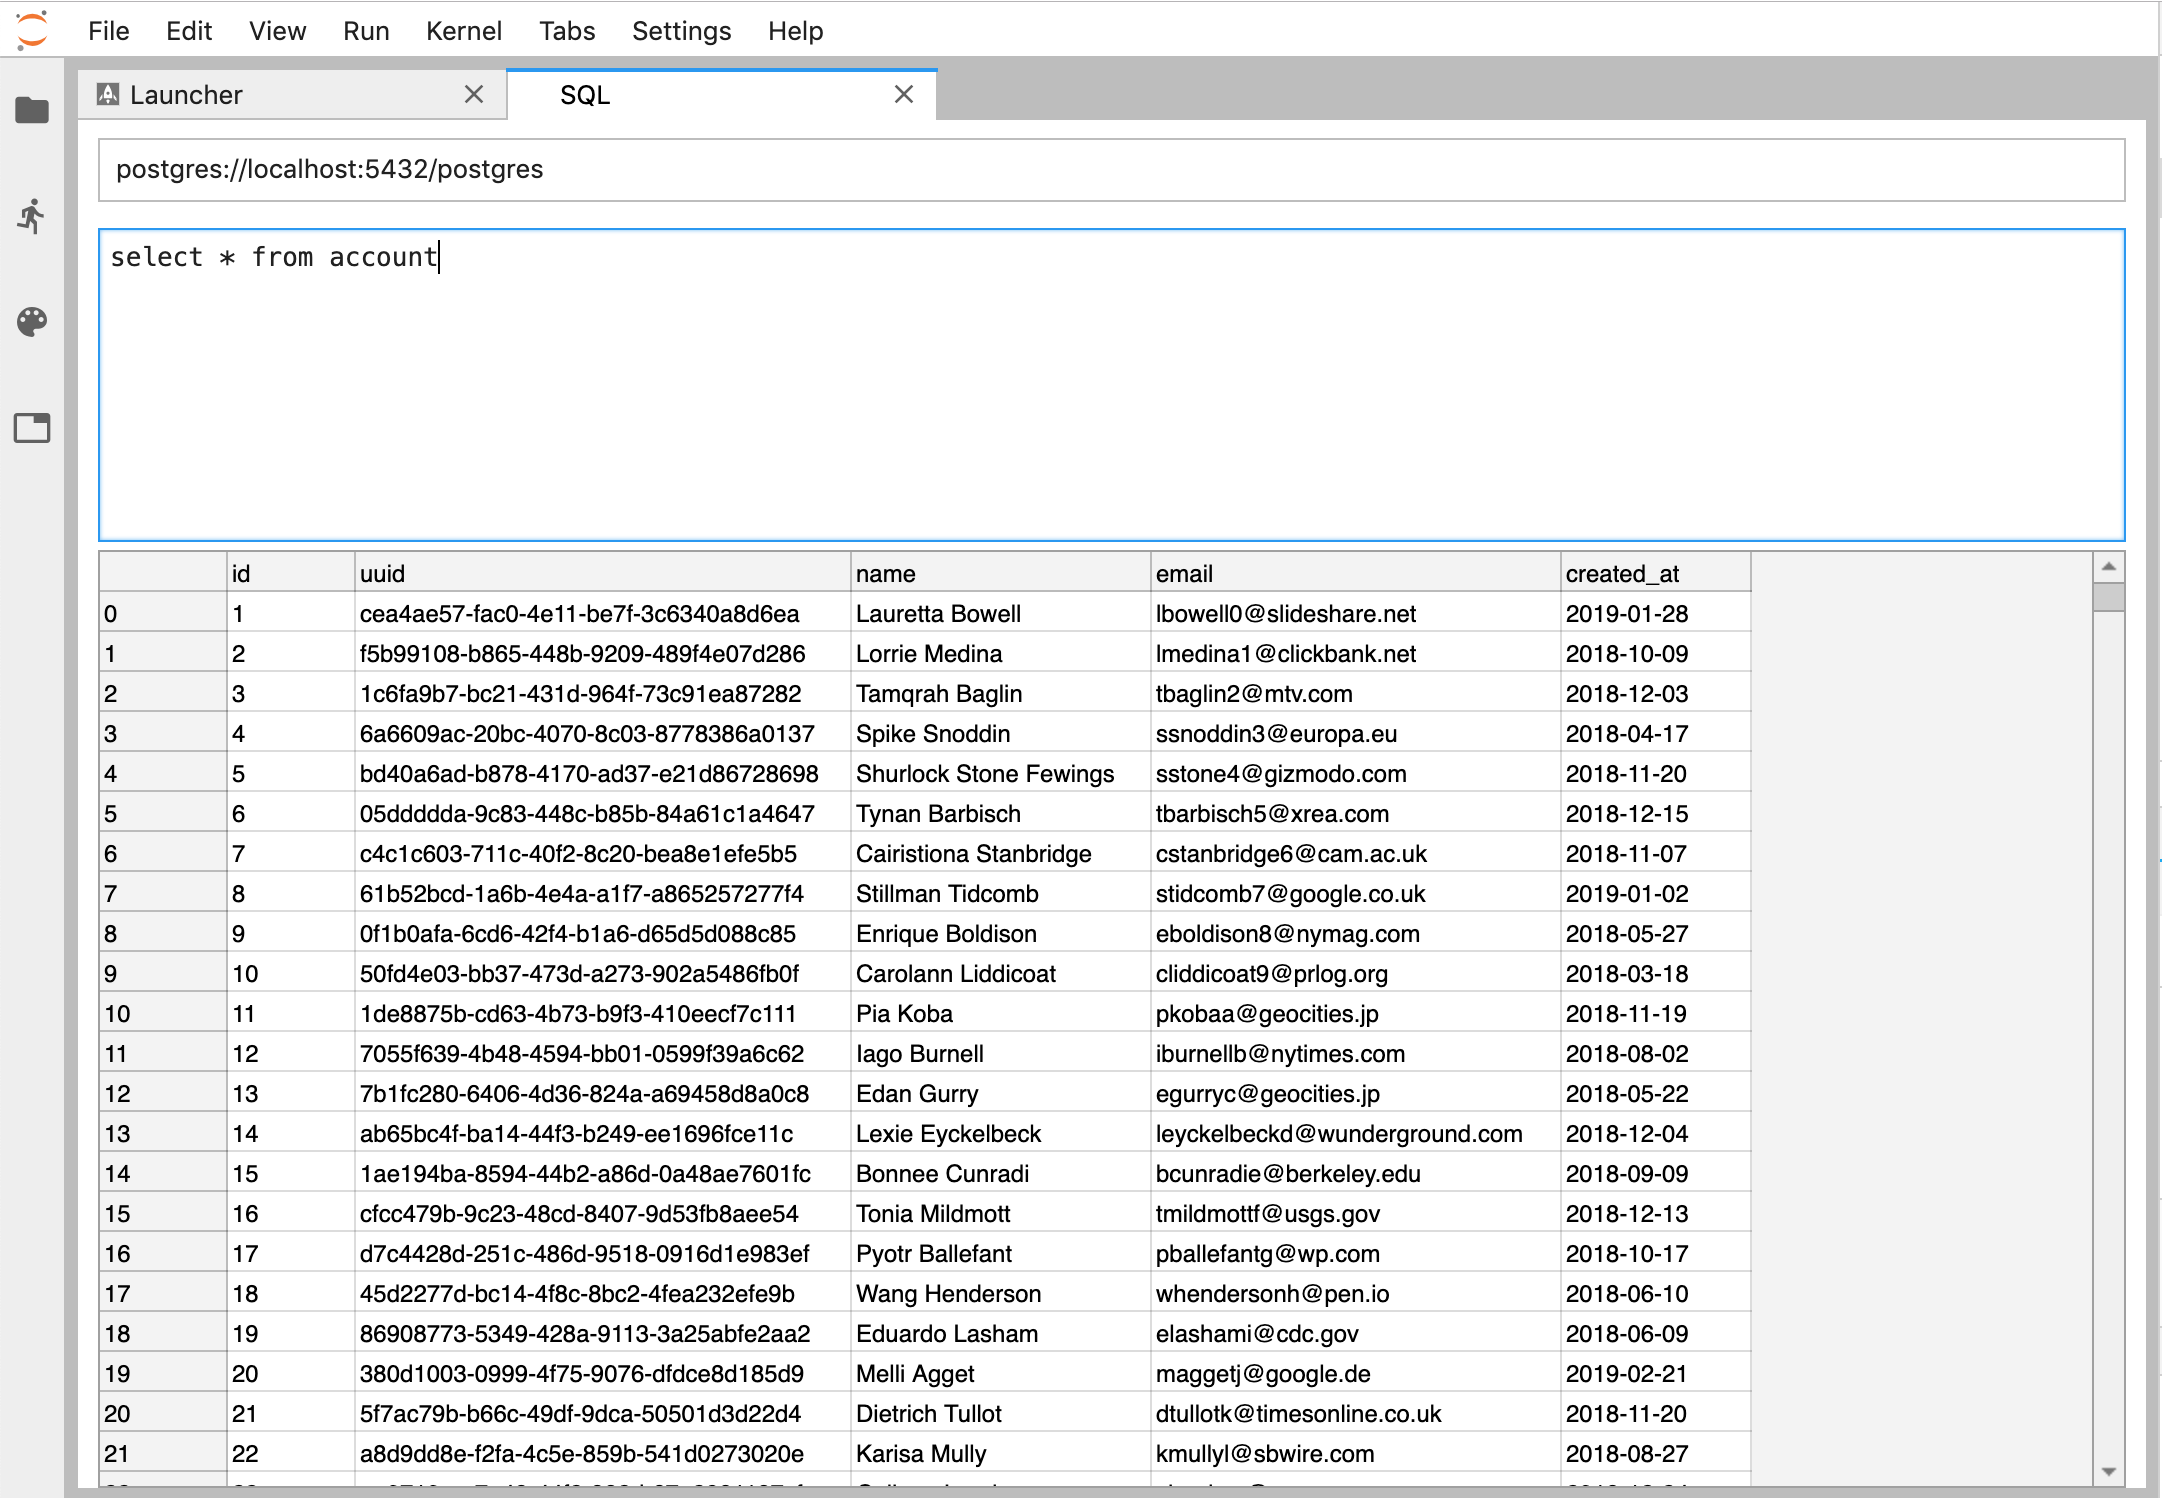 File Edit View Run Kernel Tabs Settings Help
Launcher SQL
postgres://localhost:5432/postgres
select * from account
id uuid name email created_at
0 1 cea4ae57-fac0-4e11-be7f-3c6340a8d6ea Lauretta Bowell lbowell0@slideshare.net 2019-01-28
1 2 f5b99108-b865-448b-9209-489f4e07d286 Lorrie Medina lmedina1@clickbank.net 2018-10-09
2 3 1c6fa9b7-bc21-431d-964f-73c91ea87282 Tamqrah Baglin tbaglin2@mtv.com 2018-12-03
3 4 6a6609ac-20bc-4070-8c03-8778386a0137 Spike Snoddin ssnoddin3@europa.eu 2018-04-17
4 5 bd40a6ad-b878-4170-ad37-e21d86728698 Shurlock Stone Fewings sstone4@gizmodo.com 2018-11-20
5 6 05ddddda-9c83-448c-b85b-84a61c1a4647 Tynan Barbisch tbarbisch5@xrea.com 2018-12-15
6 7 c4c1c603-711c-40f2-8c20-bea8e1efe5b5 Cairistiona Stanbridge cstanbridge6@cam.ac.uk 2018-11-07
7 8 61b52bcd-1a6b-4e4a-a1f7-a865257277f4 Stillman Tidcomb stidcomb7@google.co.uk 2019-01-02
8 9 0f1b0afa-6cd6-42f4-b1a6-d65d5d088c85 Enrique Boldison eboldison8@nymag.com 2018-05-27
9 10 50fd4e03-bb37-473d-a273-902a5486fb0f Carolann Liddicoat cliddicoat9@prlog.org 2018-03-18
10 11 1de8875b-cd63-4b73-b9f3-410eecf7c111 Pia Koba pkobaa@geocities.jp 2018-11-19
11 12 7055f639-4b48-4594-bb01-0599f39a6c62 Iago Burnell iburnellb@nytimes.com 2018-08-02
12 13 7b1fc280-6406-4d36-824a-a69458d8a0c8 Edan Gurry egurryc@geocities.jp 2018-05-22
13 14 ab65bc4f-ba14-44f3-b249-ee1696fce11c Lexie Eyckelbeck leyckelbeckd@wunderground.com 2018-12-04
14 15 1ae194ba-8594-44b2-a86d-0a48ae7601fc Bonnee Cunradi bcunradie@berkeley.edu 2018-09-09
15 16 cfcc479b-9c23-48cd-8407-9d53fb8aee54 Tonia Mildmott tmildmottf@usgs.gov 2018-12-13
16 17 d7c4428d-251c-486d-9518-0916d1e983ef Pyotr Ballefant pballefantg@wp.com 2018-10-17
17 18 45d2277d-bc14-4f8c-8bc2-4fea232efe9b Wang Henderson whendersonh@pen.io 2018-06-10
18 19 86908773-5349-428a-9113-3a25abfe2aa2 Eduardo Lasham elashami@cdc.gov 2018-06-09
19 20 380d1003-0999-4f75-9076-dfdce8d185d9 Melli Agget maggetj@google.de 2019-02-21
20 21 5f7ac79b-b66c-49df-9dca-50501d3d22d4 Dietrich Tullot dtullotk@timesonline.co.uk 2018-11-20
21 22 a8d9dd8e-f2fa-4c5e-859b-541d0273020e Karisa Mully kmullyl@sbwire.com 2018-08-27